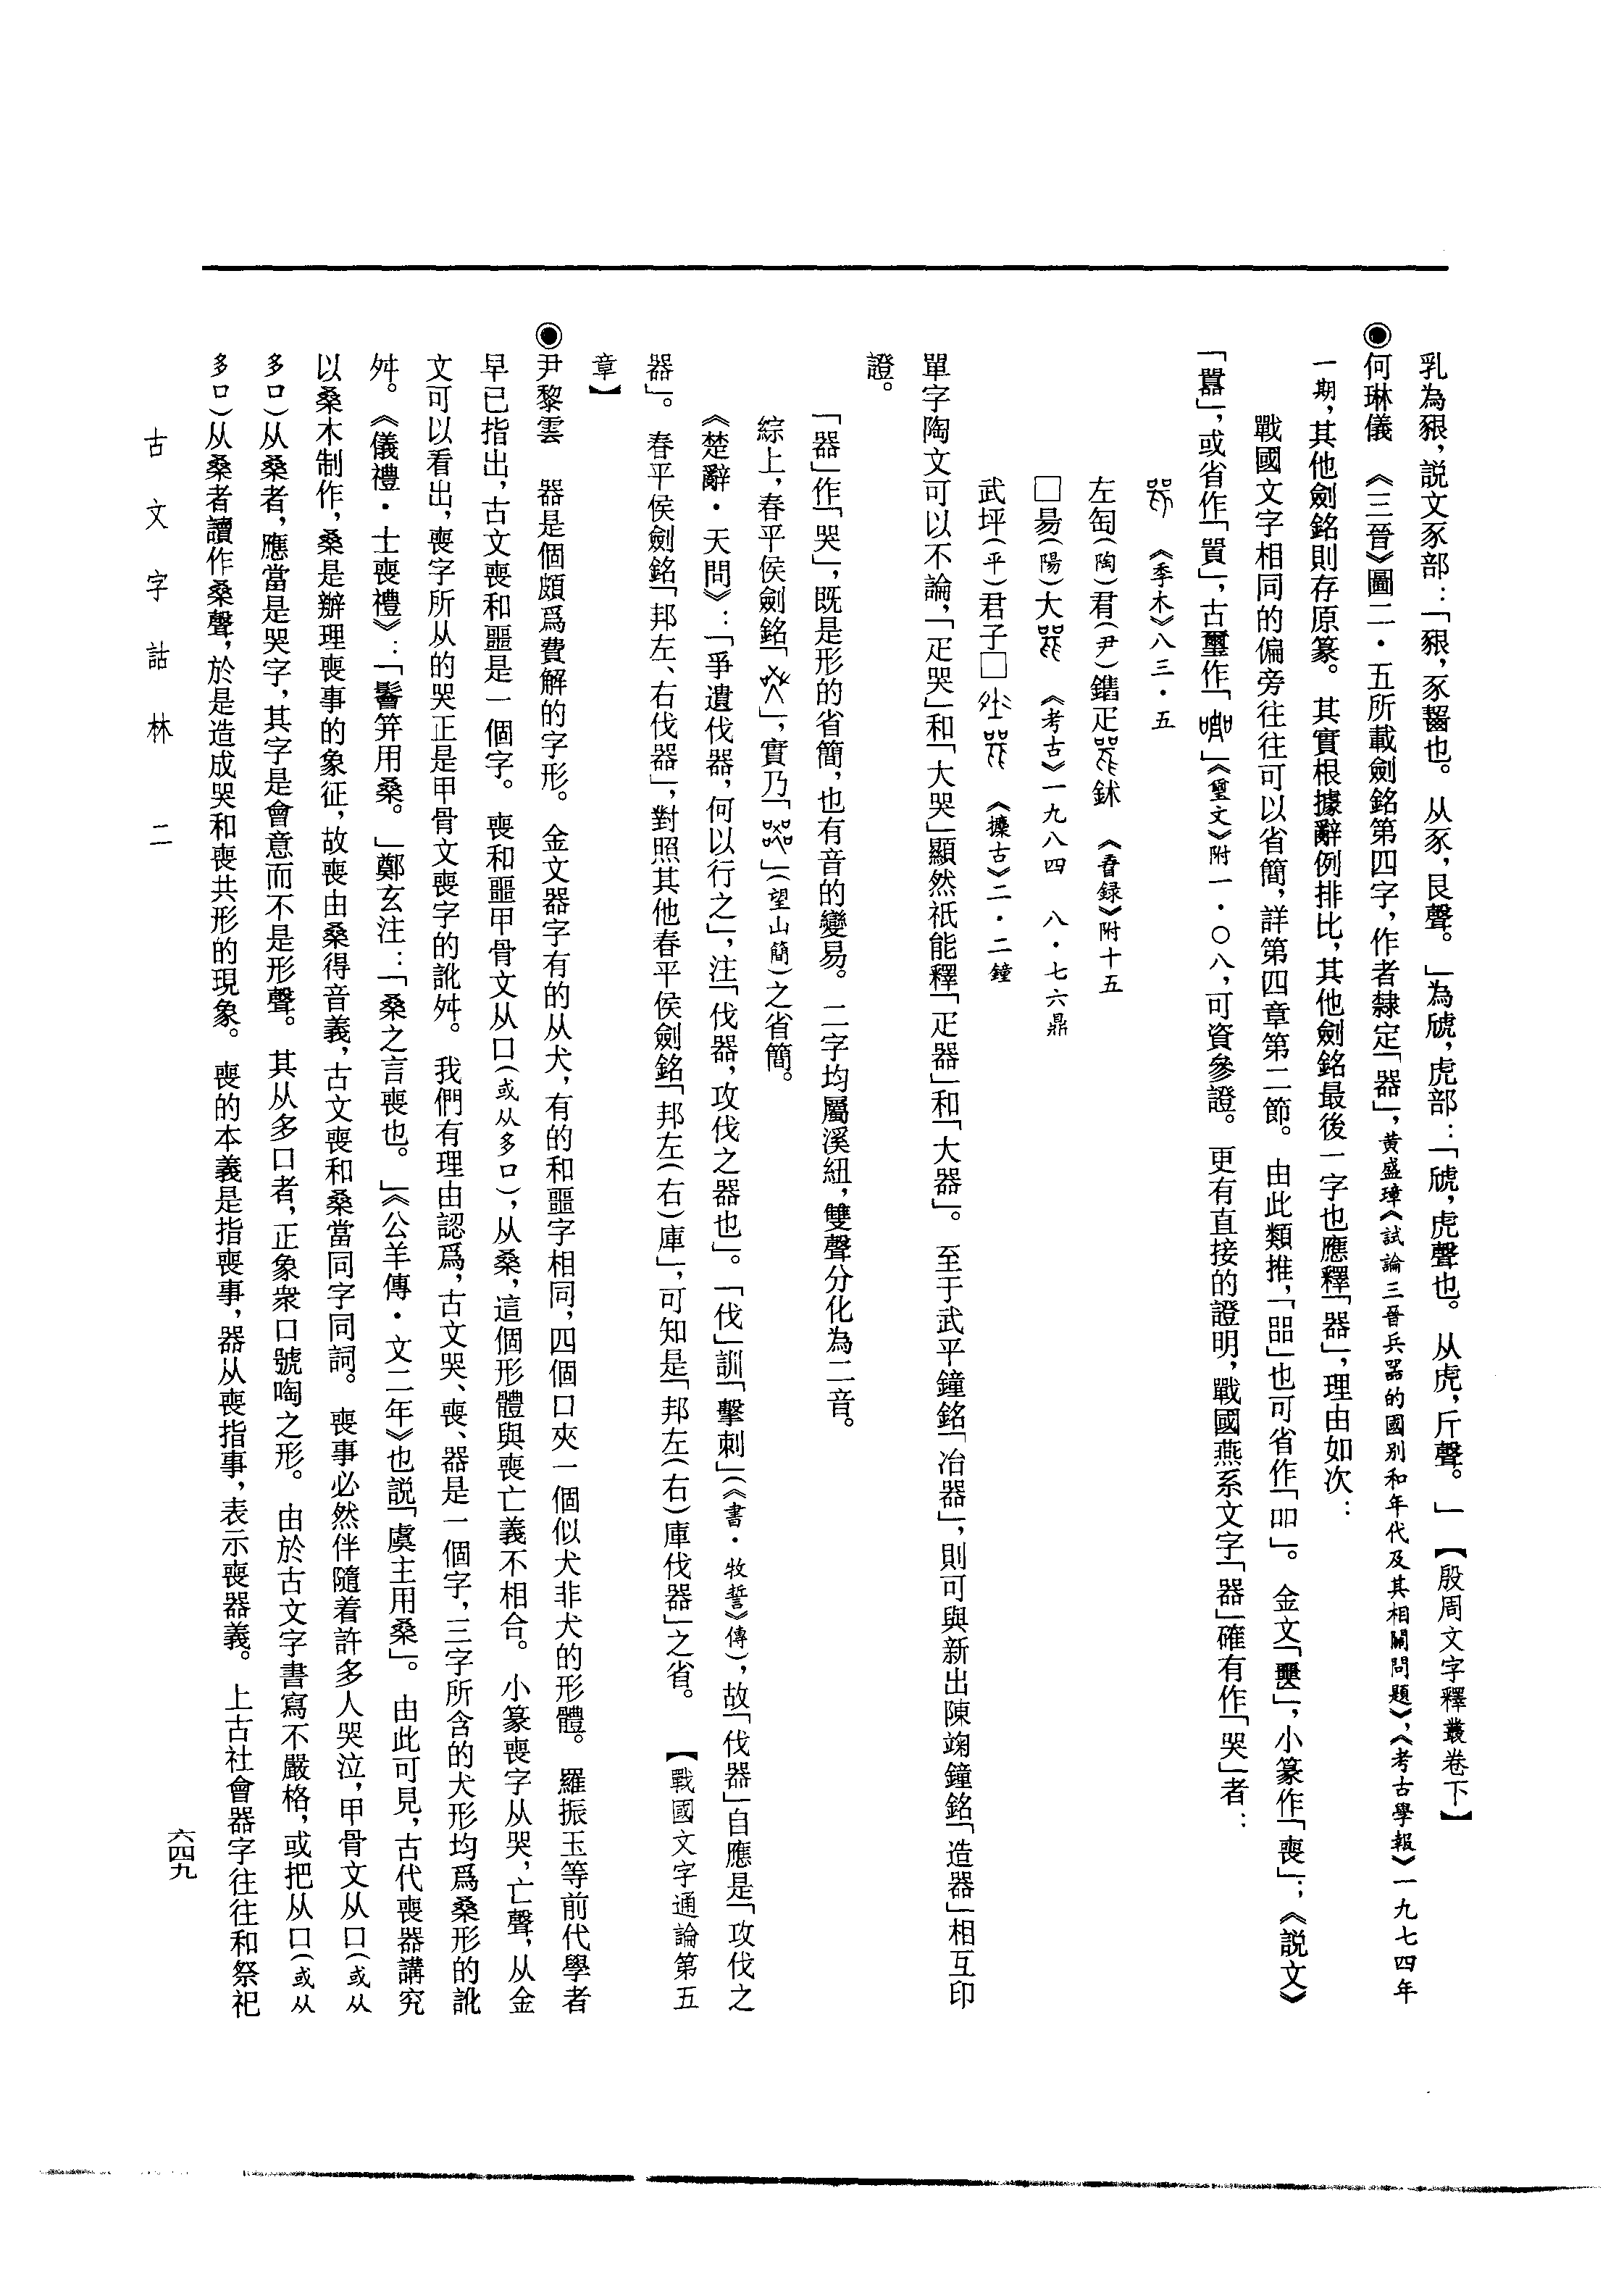 乳為豤，説文豕部：「豤，豕齧也。从豕，艮聲。」為虓，虎部：「虓，虎聲也。从虎，斤聲。」【殷周文字釋叢卷下】
◉何琳儀　《三晉》圖二・五所載劍銘第四字，作者隸定「器」，黃盛璋《試論三晉兵器的國别和年代及其相關問題》，《考古學報》一九七四年
一期，其他劍銘則存原篆。其實根據辭例排比，其他劍銘最後一字也應釋「器」，理由如次：
戰國文字相同的偏旁往往可以省簡，詳第四章第二節。由此類推，「㗊」也可省作「吅」。金文「𠸶」，小篆作「喪」；《説文》
「囂」，或省作「𧷏」，古璽作「」《璽文》附一・〇八，可資參證。更有直接的證明，戰國燕系文字「器」確有作「哭」者：
《季木》八三・五
左匋（陶）君（尹）鐫疋鉥　《香録》附十五
□昜（陽）大　《考古》一九八四　八・七六鼎
武坪（平）君子□　《攈古》二・二鐘
單字陶文可以不論，「疋哭」和「大哭」顯然衹能釋「疋器」和「大器」。至于武平鐘銘「冶器」，則可與新出陳竘鐘銘「造器」相互印
證。
「器」作「哭」，既是形的省簡，也有音的變易。二字均屬溪紐，雙聲分化為二音。
綜上，春平侯劍銘「」，實乃「」（望山簡）之省簡。
《楚辭・天問》：「爭遣伐器，何以行之」，注「伐器，攻伐之器也」。「伐」訓「擊刺」（《書・牧誓》傳），故「伐器」自應是「攻伐之
器」。春平侯劍銘「邦左、右伐器」，對照其他春平侯劍銘「邦左（右）庫」，可知是「邦左（右）庫伐器」之省。【戰國文字通論第五
章】
◉尹黎雲　器是個頗爲費解的字形。金文器字有的从犬，有的和噩字相同，四個口夾一個似犬非犬的形體。羅振玉等前代學者
早已指出，古文喪和噩是一個字。喪和噩甲骨文从口（或从多口），从桑，這個形體與喪亡義不相合。小篆喪字从哭，亡聲，从金
文可以看出，喪字所从的哭正是甲骨文喪字的訛舛。我們有理由認爲，古文哭、喪、器是一個字，三字所含的犬形均爲桑形的訛
舛。《儀禮・士喪禮》：「鬠笄用桑。」鄭玄注：「桑之言喪也。」《公羊傳・文二年》也説「虞主用桑」。由此可見，古代喪器講究
以桑木制作，桑是辦理喪事的象征，故喪由桑得音義，古文喪和桑當同字同詞。喪事必然伴隨着許多人哭泣，甲骨文从口（或从
多口）从桑者，應當是哭字，其字是會意而不是形聲。其从多口者，正象衆口號啕之形。由於古文字書寫不嚴格，或把从口（或从
多口）从桑者讀作桑聲，於是造成哭和喪共形的現象。喪的本義是指喪事，器从喪指事，表示喪器義。上古社會器字往往和祭祀
古文字詁林　二
六四九